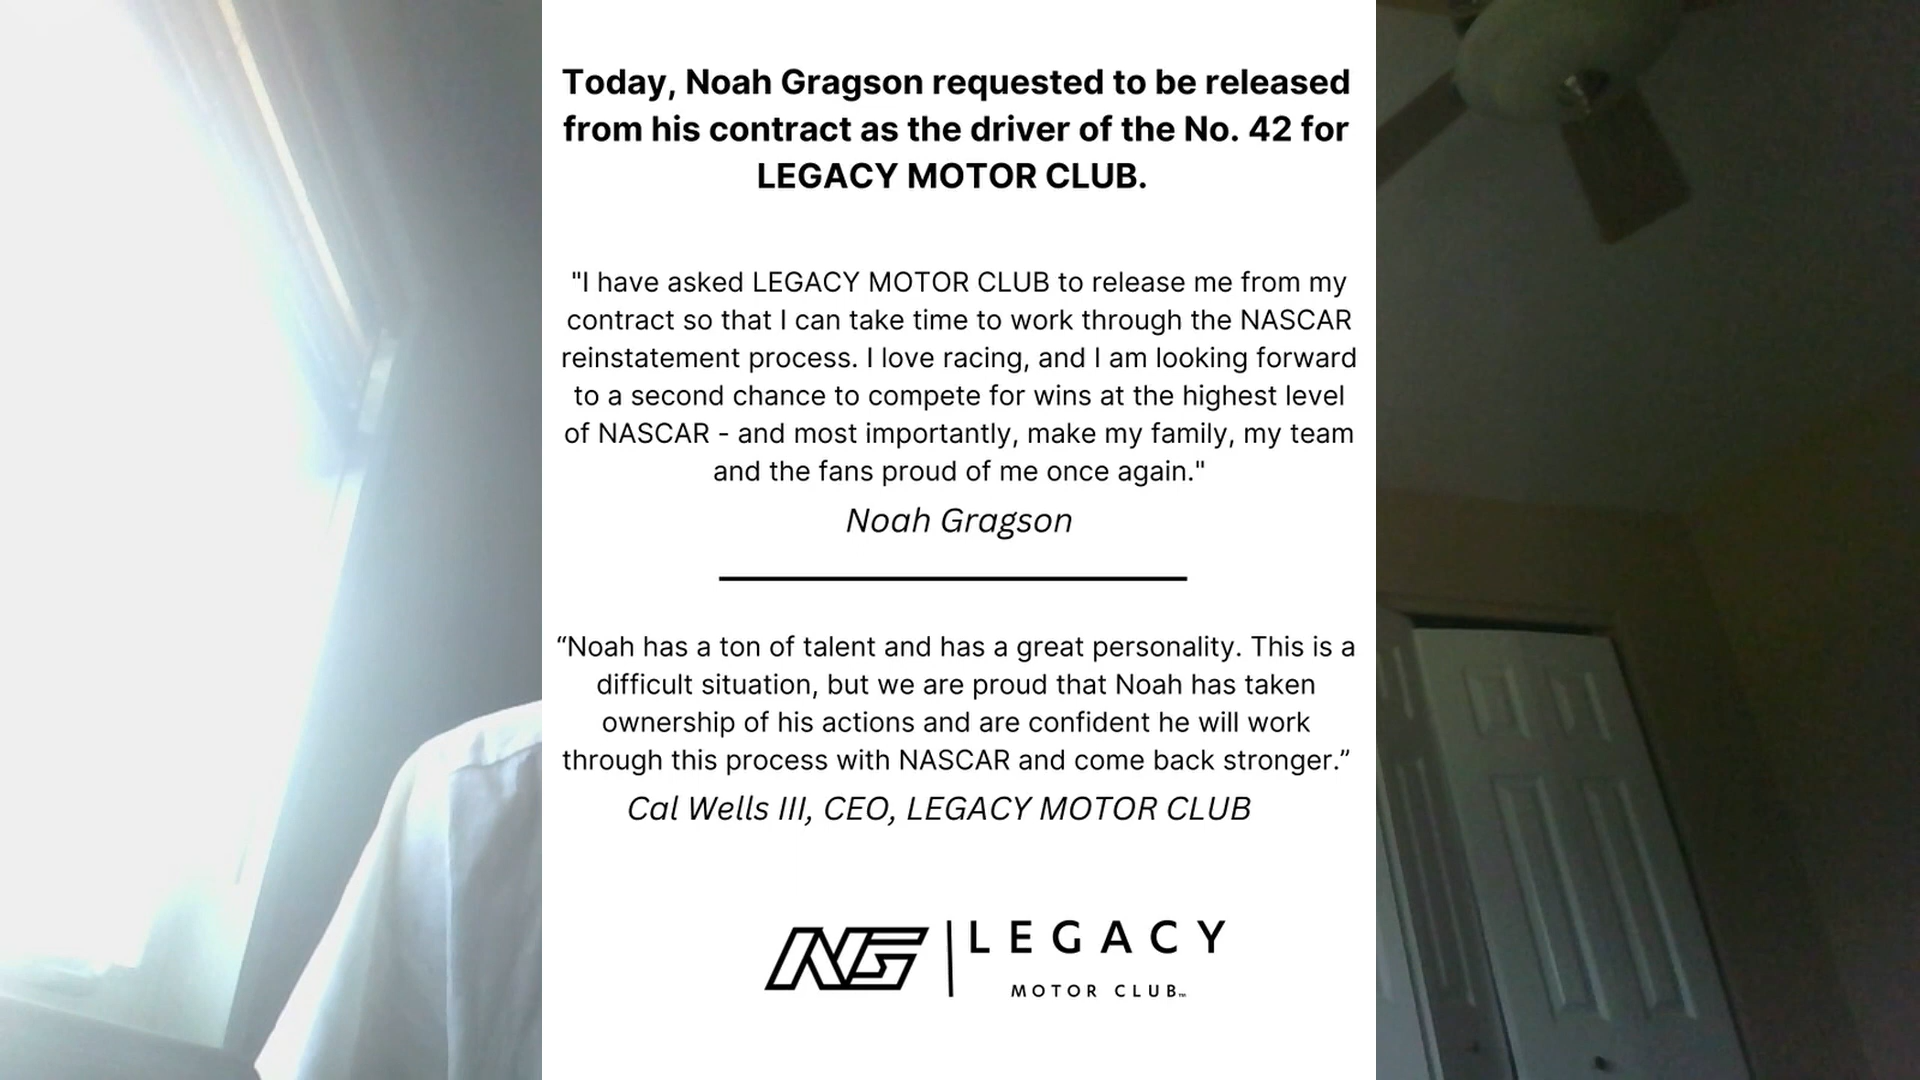 Today, Noah Gragson requested to be released
from his contract as the driver of the No. 42 for
LEGACY MOTOR CLUB.
"I have asked LEGACY MOTOR CLUB to release me from my
contract so that I can take time to work through the NASCAR
reinstatement process. I love racing, and I am looking forward
to a second chance to compete for wins at the highest level
of NASCAR - and most importantly, make my family, my team
and the fans proud of me once again."
Noah Gragson
“Noah has a ton of talent and has a great personality. This is a
difficult situation, but we are proud that Noah has taken
ownership of his actions and are confident he will work
through this process with NASCAR and come back stronger.”
Cal Wells III, CEO, LEGACY MOTOR CLUB
NG LEGACY
MOTOR CLUB™